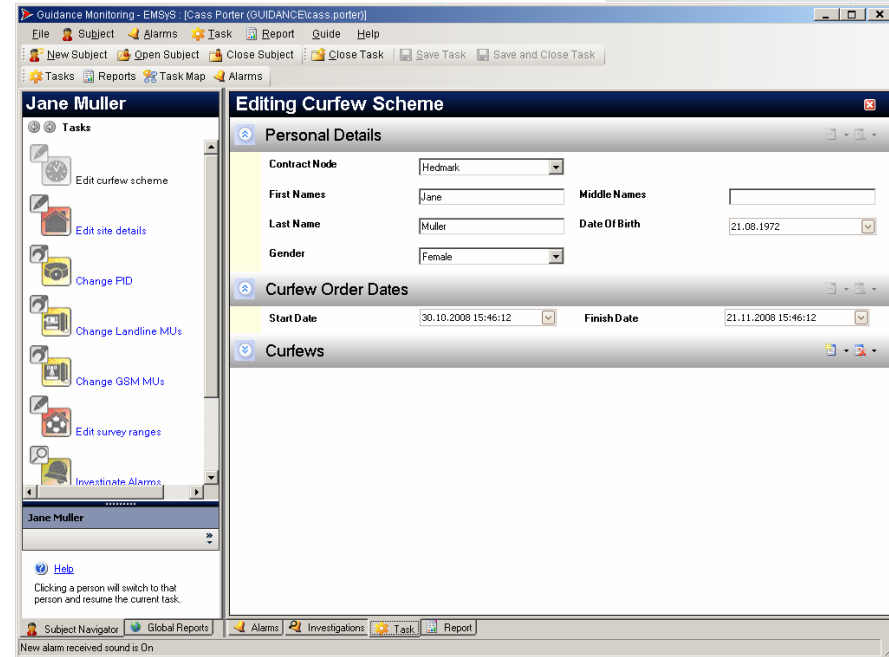 Guidance Monitoring - EMSyS : [Cass Porter (GUIDANCE\cass.porter)]
File Subject Alarms Task Report Guide Help
New Subject Open Subject Close Subject Close Task Save Task Save and Close Task
Tasks Reports Task Map Alarms
Jane Muller
Tasks
Edit curfew scheme
Edit site details
Change PID
Change Landline MUs
Change GSM MUs
Edit survey ranges
Investigate Alarms
Jane Muller
Help
Clicking a person will switch to that
person and resume the current task.
Subject Navigator Global Reports
Editing Curfew Scheme
Personal Details
Contract Node Hedmark
First Names Jane Middle Names
Last Name Muller Date Of Birth 21.08.1972
Gender Female
Curfew Order Dates
Start Date 30.10.2008 15:46:12 Finish Date 21.11.2008 15:46:12
Curfews
Alarms Investigations Task Report
New alarm received sound is On